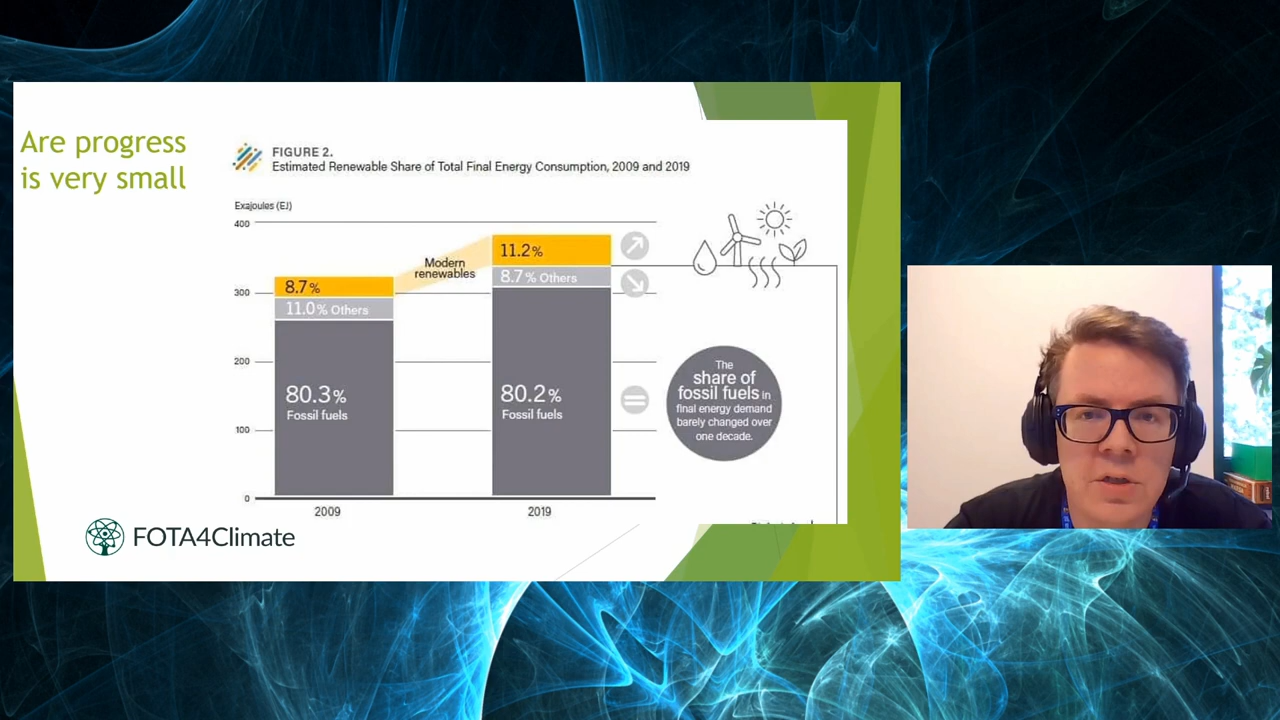 Are progress
is very small
FIGURE 2.
Estimated Renewable Share of Total Final Energy Consumption, 2009 and 2019
Exajoules (EJ)
400
300
200
100
0
8.7%
11.0% Others
80.3%
Fossil fuels
2009
Modern
renewables
11.2%
8.7% Others
80.2%
Fossil fuels
2019
The
share of
fossil fuels in
final energy demand
barely changed over
one decade.
FOTA4Climate